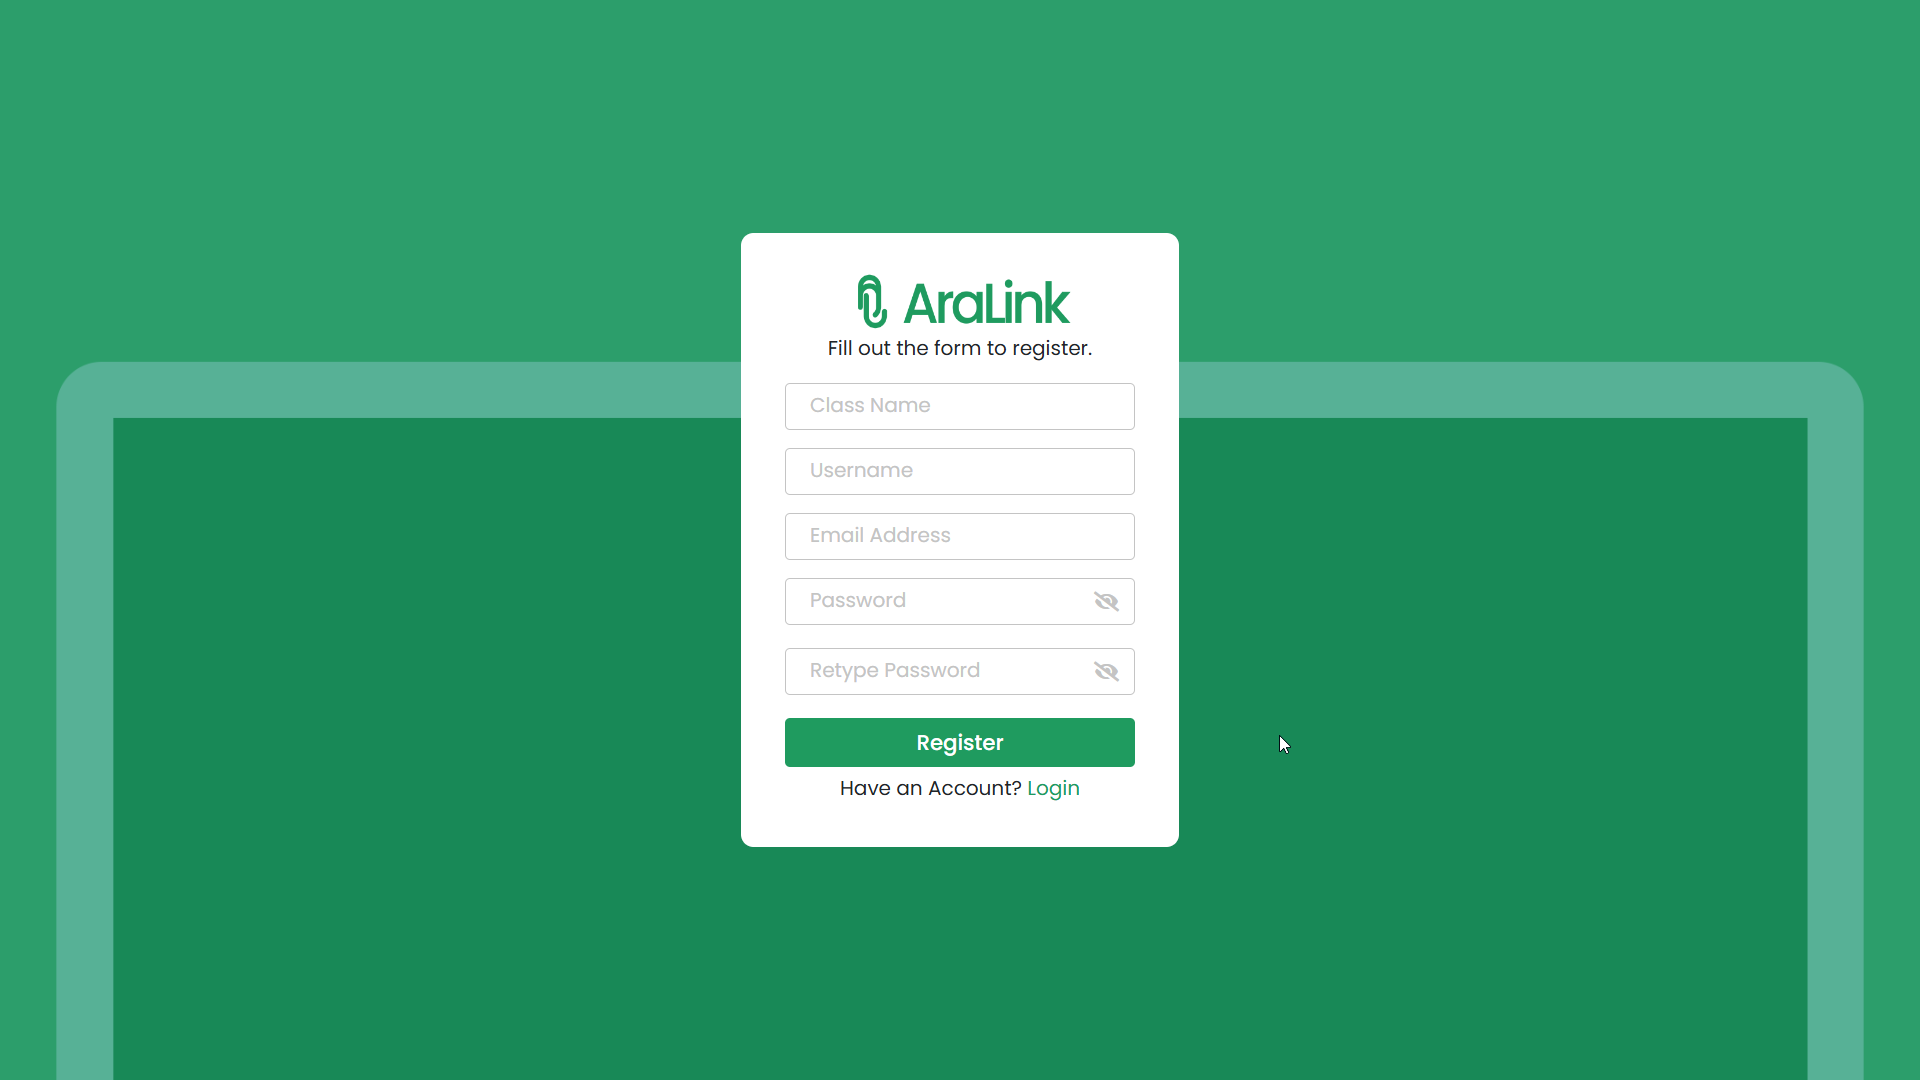 AraLink
Fill out the form to register.
Class Name
Username
Email Address
Password
Retype Password
Register
Have an Account? Login